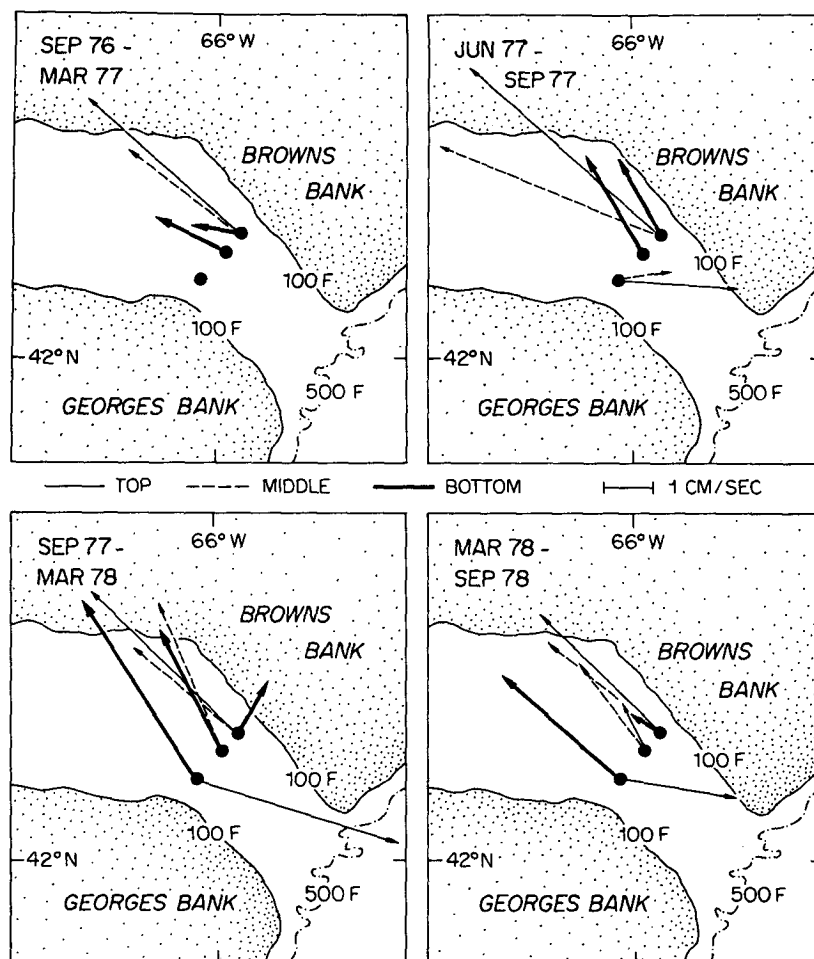 SEP 76 -
MAR 77
66° W
BROWNS
BANK
100 F
100 F
42° N
500 F
GEORGES BANK
JUN 77 -
SEP 77
66° W
BROWNS
BANK
100 F
100 F
42° N
500 F
GEORGES BANK
TOP MIDDLE BOTTOM 1 CM/SEC
SEP 77 -
MAR 78
66° W
BROWNS
BANK
100 F
100 F
42° N
500 F
GEORGES BANK
MAR 78 -
SEP 78
66° W
BROWNS
BANK
100 F
100 F
42° N
500 F
GEORGES BANK